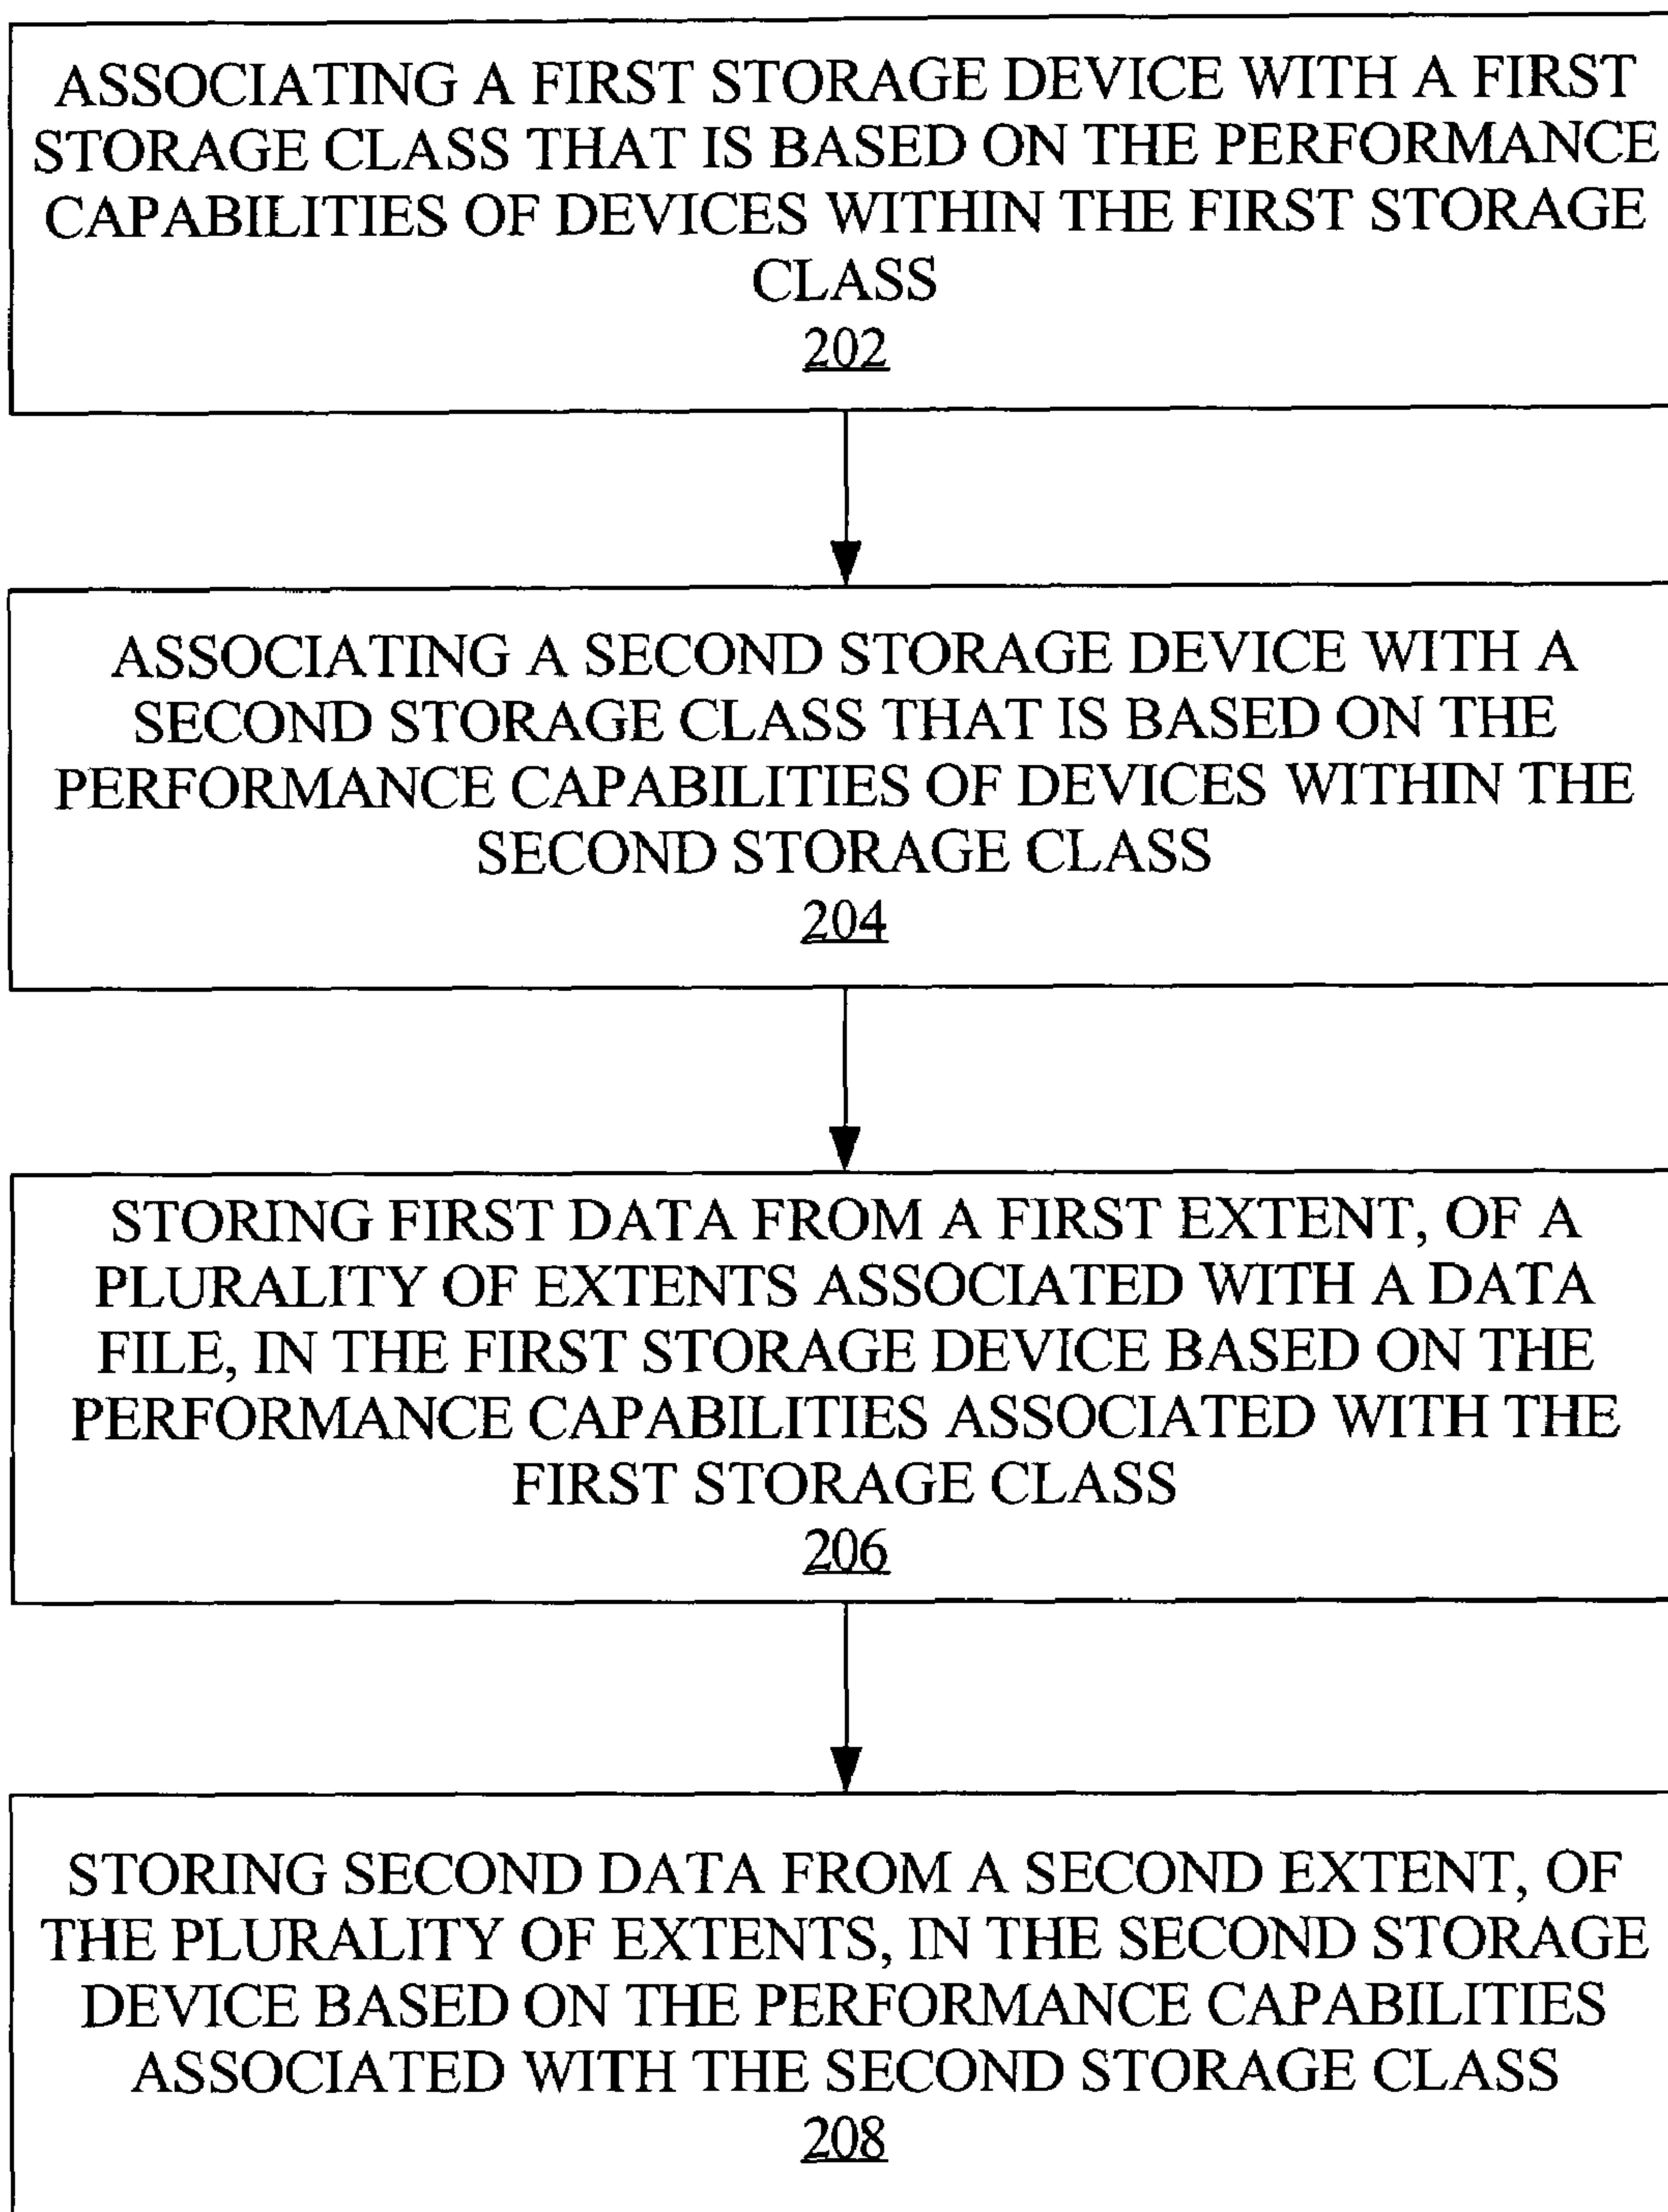 ASSOCIATING A FIRST STORAGE DEVICE WITH A FIRST
STORAGE CLASS THAT IS BASED ON THE PERFORMANCE
CAPABILITIES OF DEVICES WITHIN THE FIRST STORAGE
CLASS
202
ASSOCIATING A SECOND STORAGE DEVICE WITH A
SECOND STORAGE CLASS THAT IS BASED ON THE
PERFORMANCE CAPABILITIES OF DEVICES WITHIN THE
SECOND STORAGE CLASS
204
STORING FIRST DATA FROM A FIRST EXTENT, OF A
PLURALITY OF EXTENTS ASSOCIATED WITH A DATA
FILE, IN THE FIRST STORAGE DEVICE BASED ON THE
PERFORMANCE CAPABILITIES ASSOCIATED WITH THE
FIRST STORAGE CLASS
206
STORING SECOND DATA FROM A SECOND EXTENT, OF
THE PLURALITY OF EXTENTS, IN THE SECOND STORAGE
DEVICE BASED ON THE PERFORMANCE CAPABILITIES
ASSOCIATED WITH THE SECOND STORAGE CLASS
208